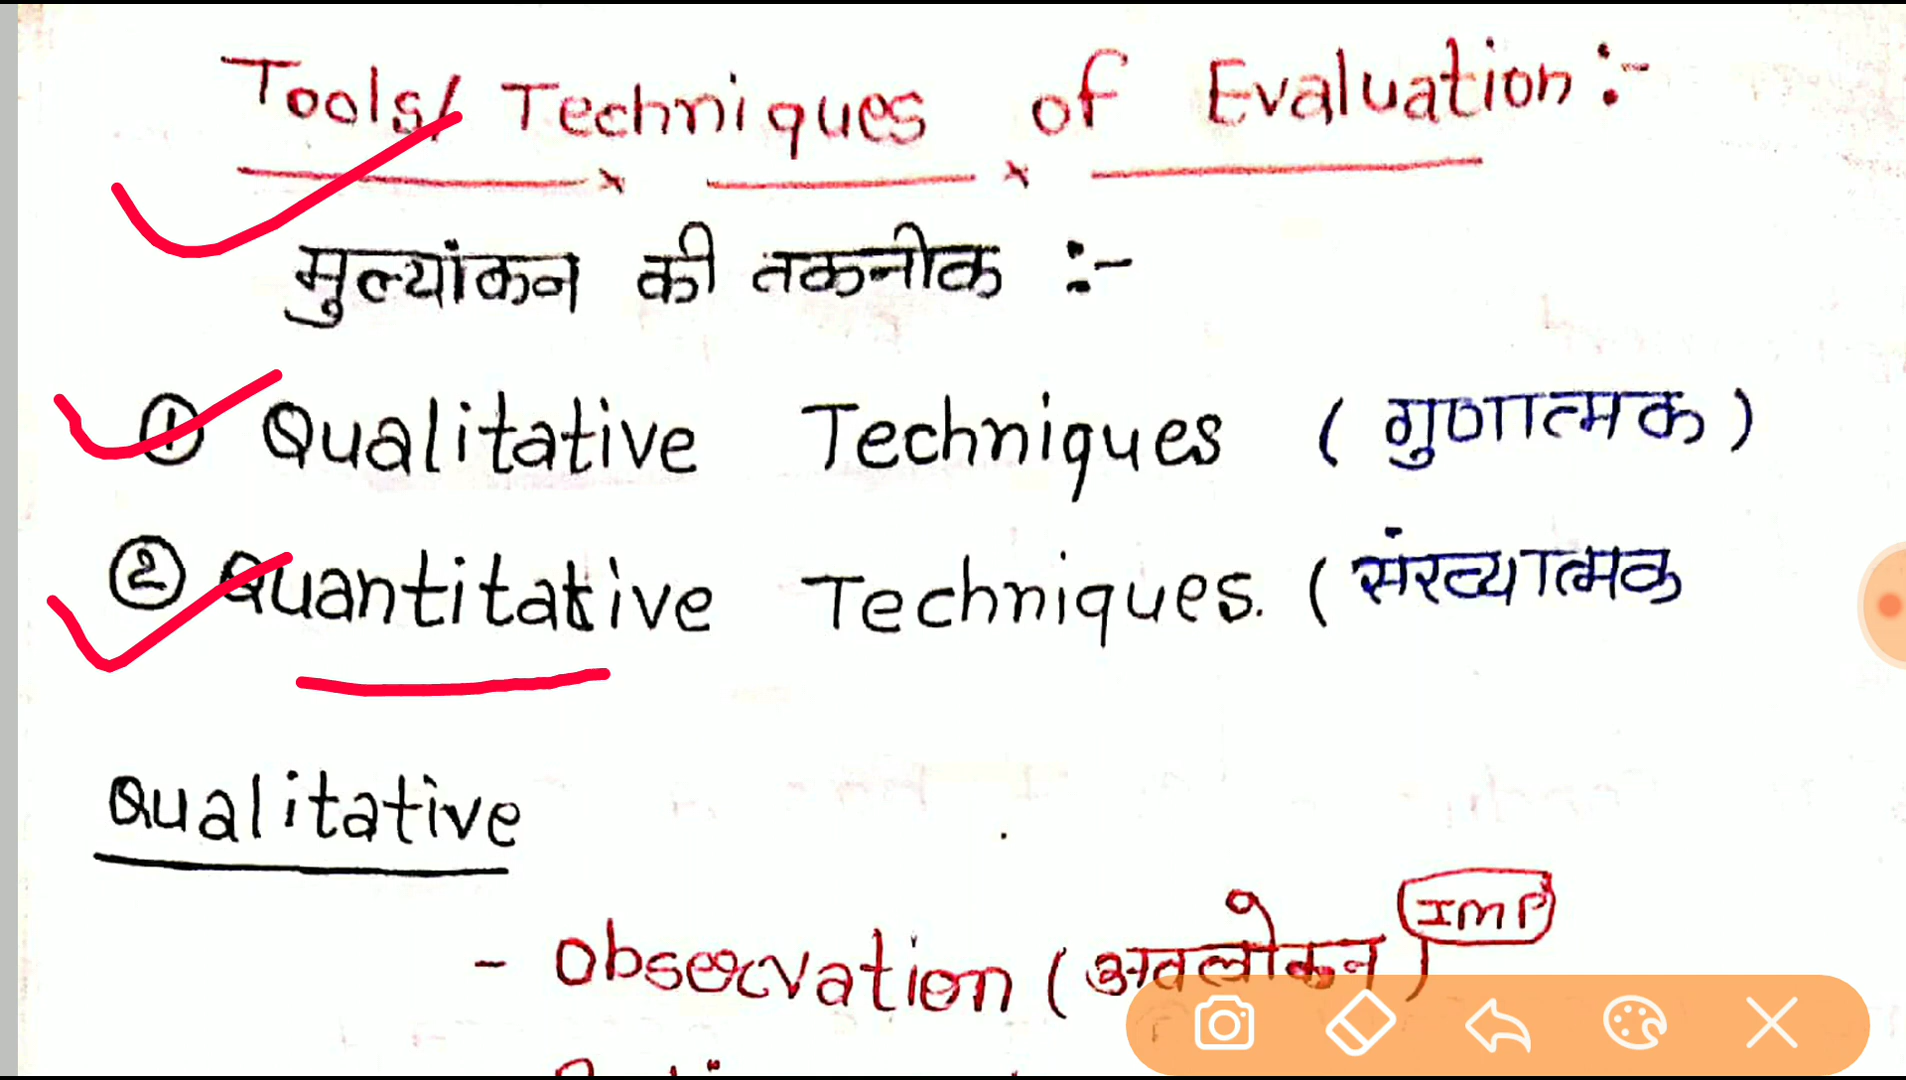 Tools/ Techniques of Evaluation :-
मुल्यांकन की तकनीक :-
① Qualitative Techniques (गुणात्मक)
② Quantitative Techniques. (संख्यात्मक
Qualitative
- Observation (अवलोकन) IMP